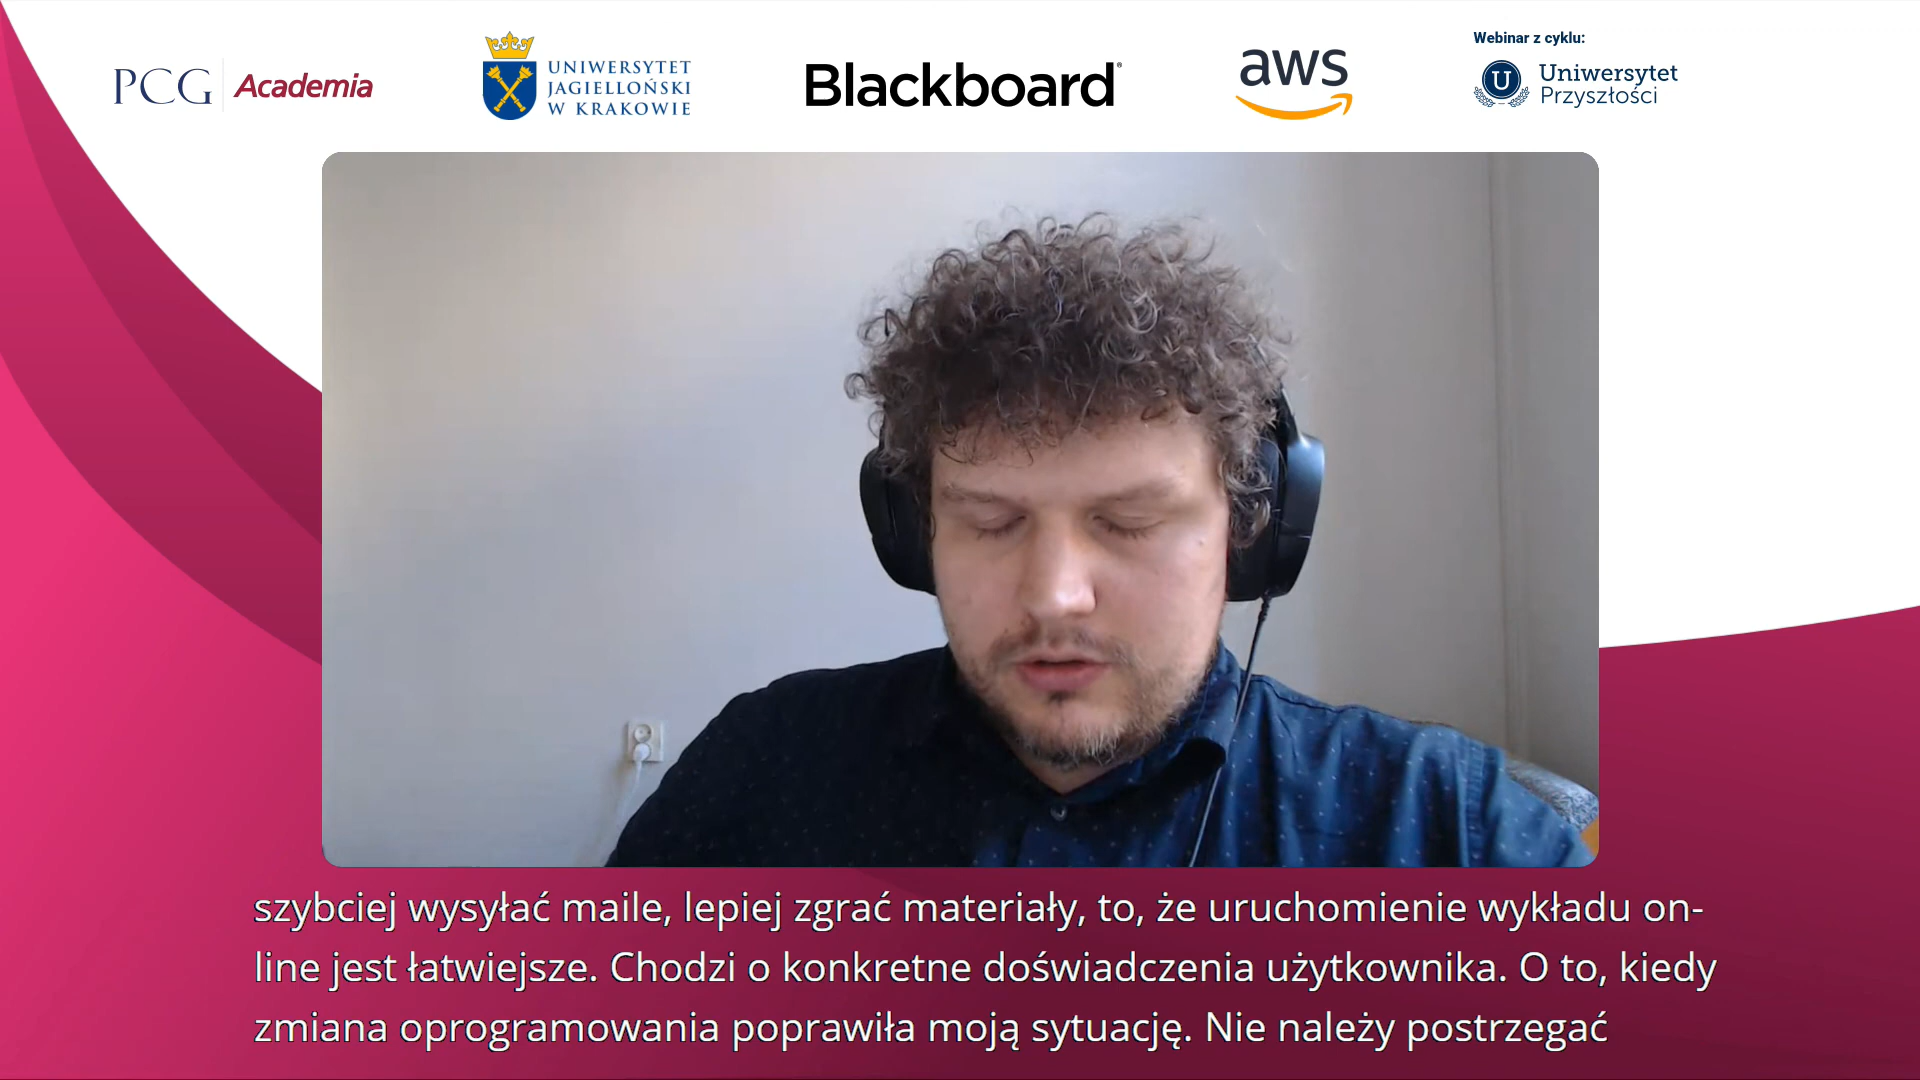 PCG Academia
UNIWERSYTET
JAGIELLOŃSKI
W KRAKOWIE
Blackboard®
aws
Webinar z cyklu:
U
Uniwersytet
Przyszłości
szybciej wysyłać maile, lepiej zgrać materiały, to, że uruchomienie wykładu on-
line jest łatwiejsze. Chodzi o konkretne doświadczenia użytkownika. O to, kiedy
zmiana oprogramowania poprawiła moją sytuację. Nie należy postrzegać